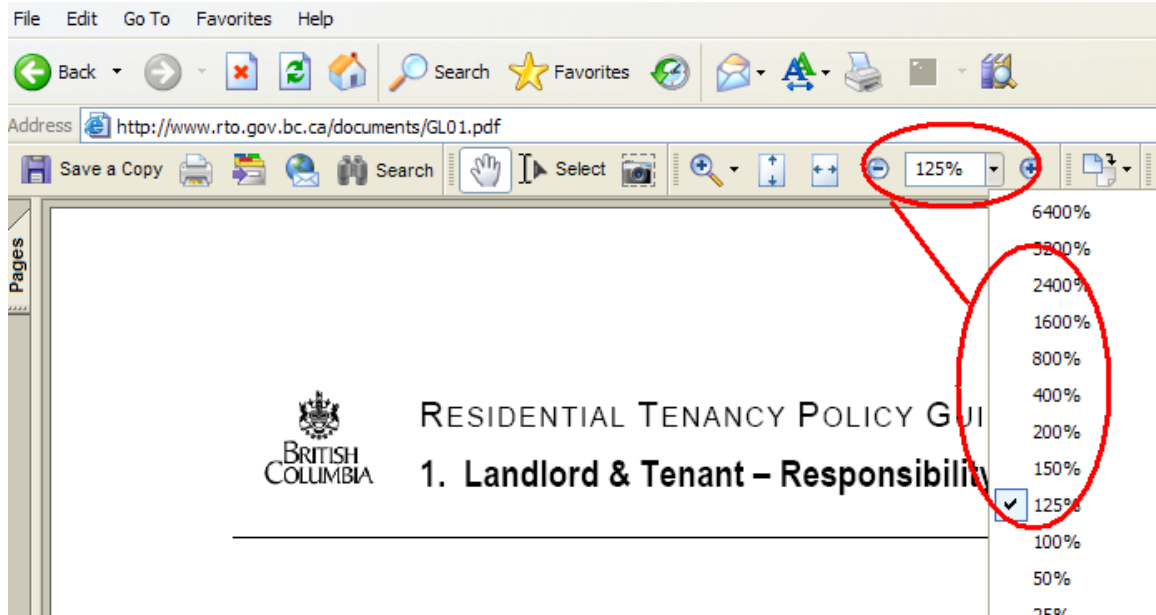 File Edit Go To Favorites Help
Back Search Favorites
Address http://www.rto.gov.bc.ca/documents/GL01.pdf
Save a Copy Search Select 125%
6400%
3200%
2400%
1600%
800%
400%
200%
150%
125%
100%
50%
25%
Pages
BRITISH
COLUMBIA
RESIDENTIAL TENANCY POLICY GUI
1. Landlord & Tenant – Responsibility